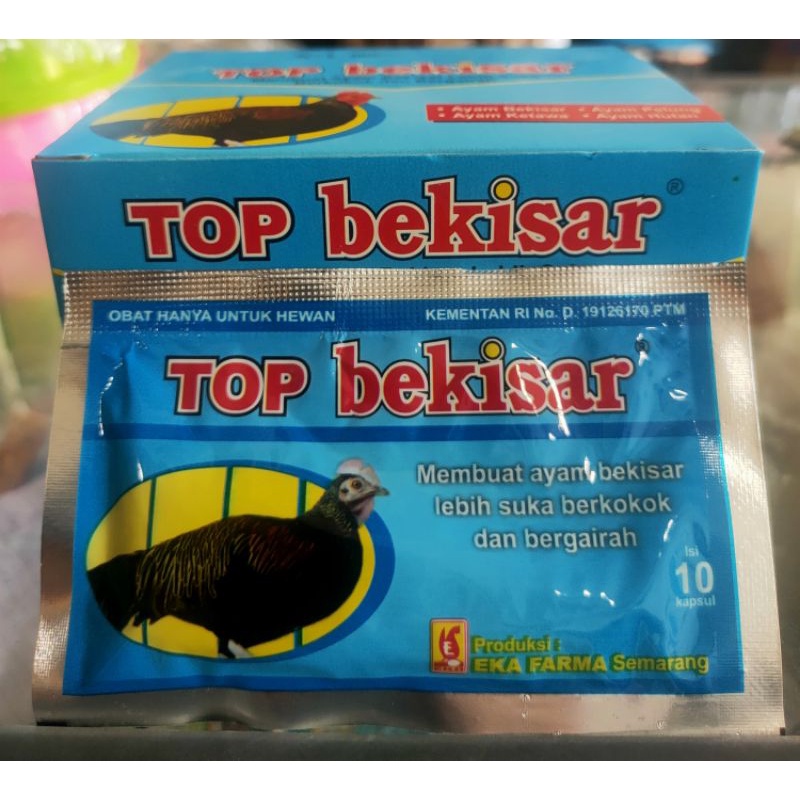 TOP bekisar
• Ayam Bekisar • Ayam Pelung
• Ayam Ketawa • Ayam Hutan
TOP bekisar®
OBAT HANYA UNTUK HEWAN
KEMENTAN RI No. D. 19126170 PTM
TOP bekisar®
Membuat ayam bekisar
lebih suka berkokok
dan bergairah
Isi
10
kapsul
Produksi :
EKA FARMA Semarang